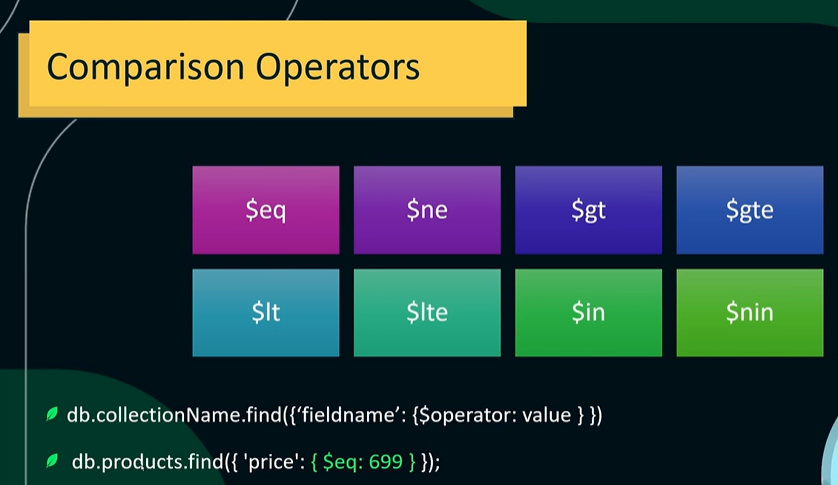 Comparison Operators
$eq $ne $gt $gte
$lt $lte $in $nin
db.collectionName.find({‘fieldname’: {$operator: value } })
db.products.find({ 'price': { $eq: 699 } });